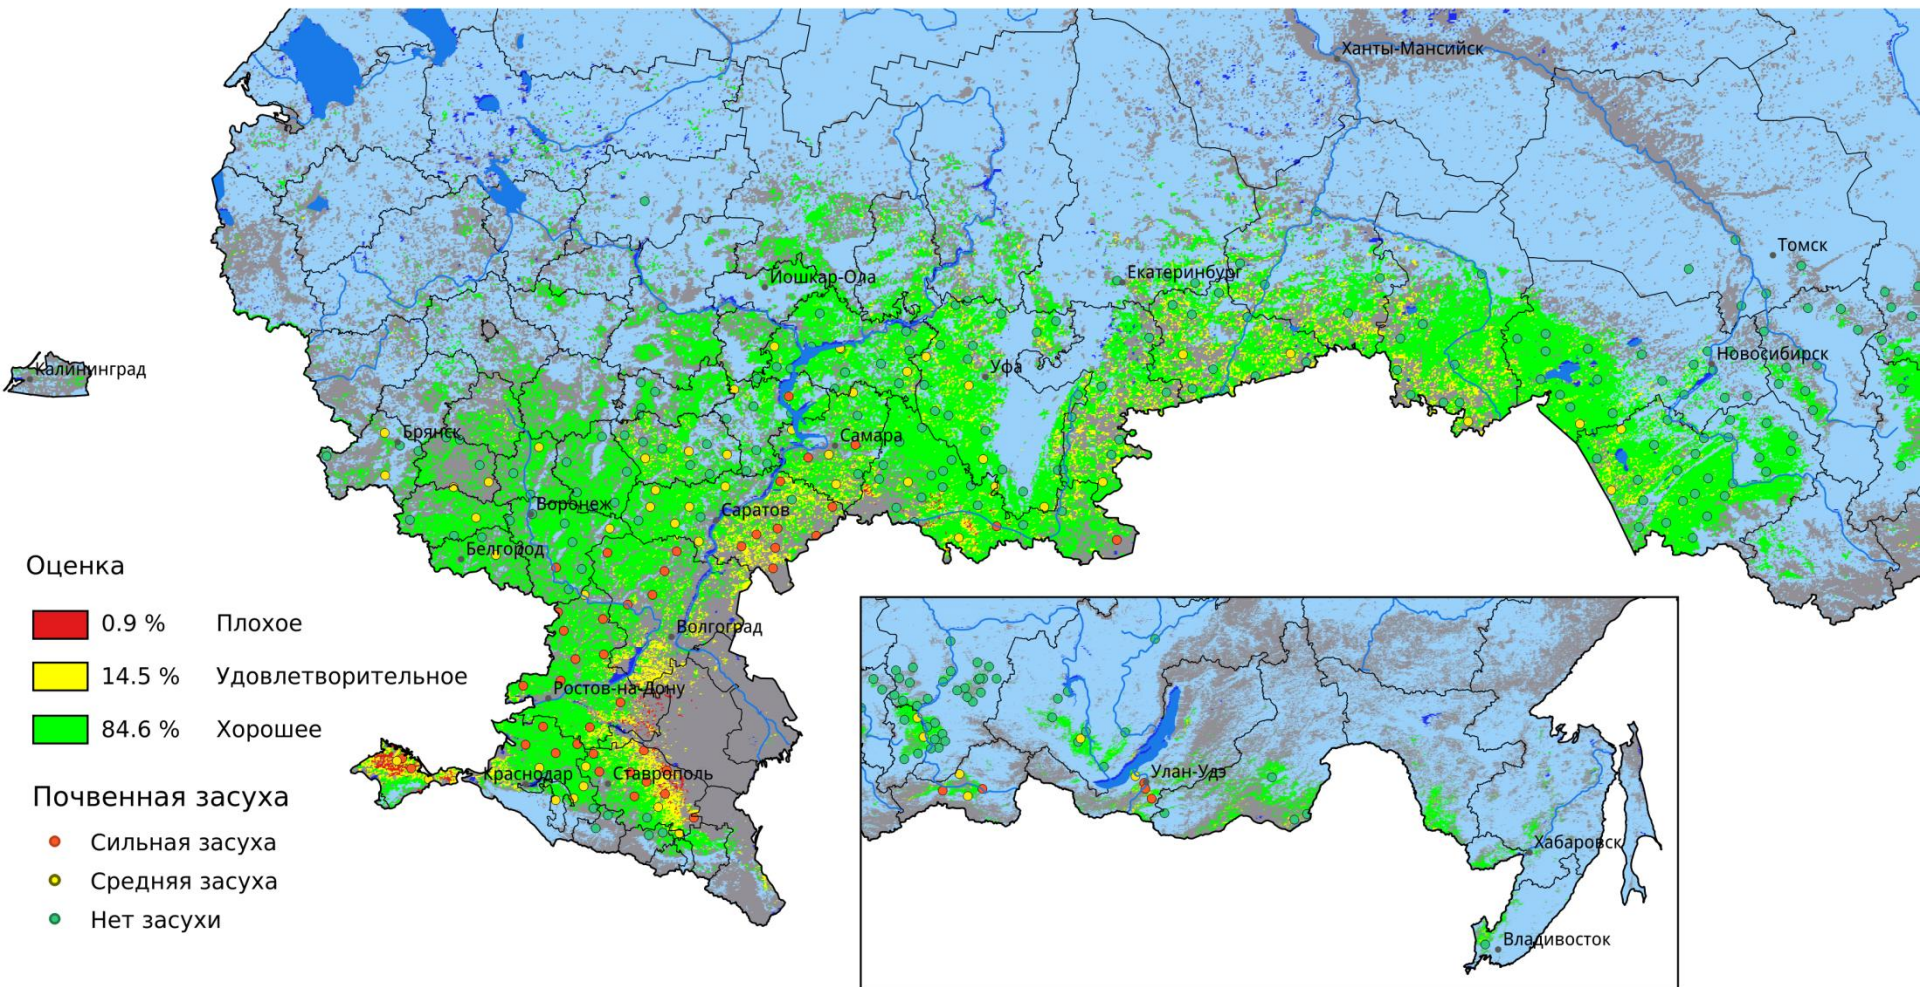 Ханты-Мансийск
Томск
Йошкар-Ола
Екатеринбург
Новосибирск
Калининград
Уфа
Брянск
Самара
Воронеж
Саратов
Белгород
Волгоград
Ростов-на-Дону
Краснодар
Ставрополь
Оценка
0.9 % Плохое
14.5 % Удовлетворительное
84.6 % Хорошее
Почвенная засуха
Сильная засуха
Средняя засуха
Нет засухи
Улан-Удэ
Хабаровск
Владивосток